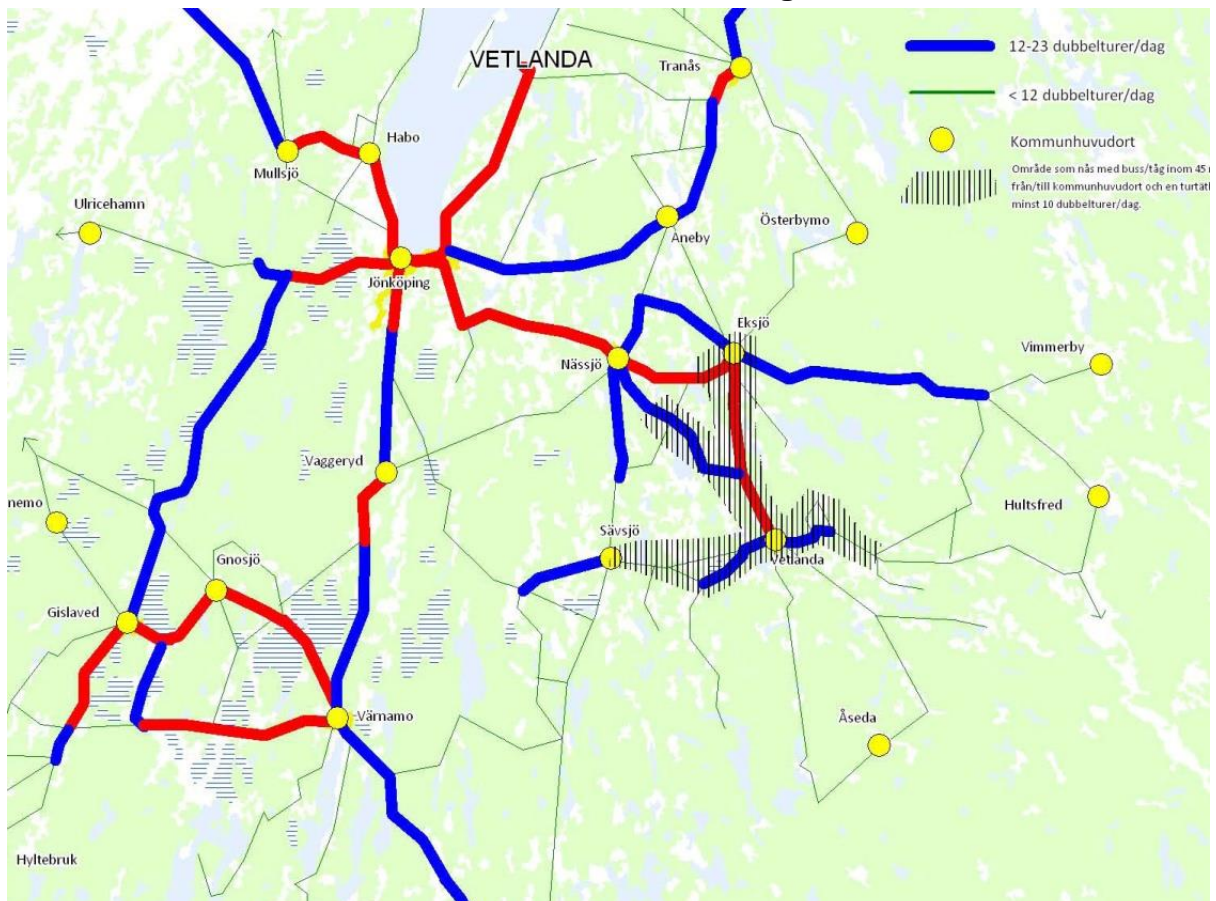 VETLANDA
12-23 dubbelturer/dag
Tranås
< 12 dubbelturer/dag
Habo
Kommunhuvudort
Mullsjö
Område som nås med buss/tåg inom 45
från/till kommunhuvudort och en turtät
minst 10 dubbelturer/dag.
Ulricehamn
Österbymo
Aneby
Jönköping
Eksjö
Vimmerby
Nässjö
Vaggeryd
nemo
Hultsfred
Sävsjö
Gnosjö
Vetlanda
Gislaved
Värnamo
Åseda
Hyltebruk